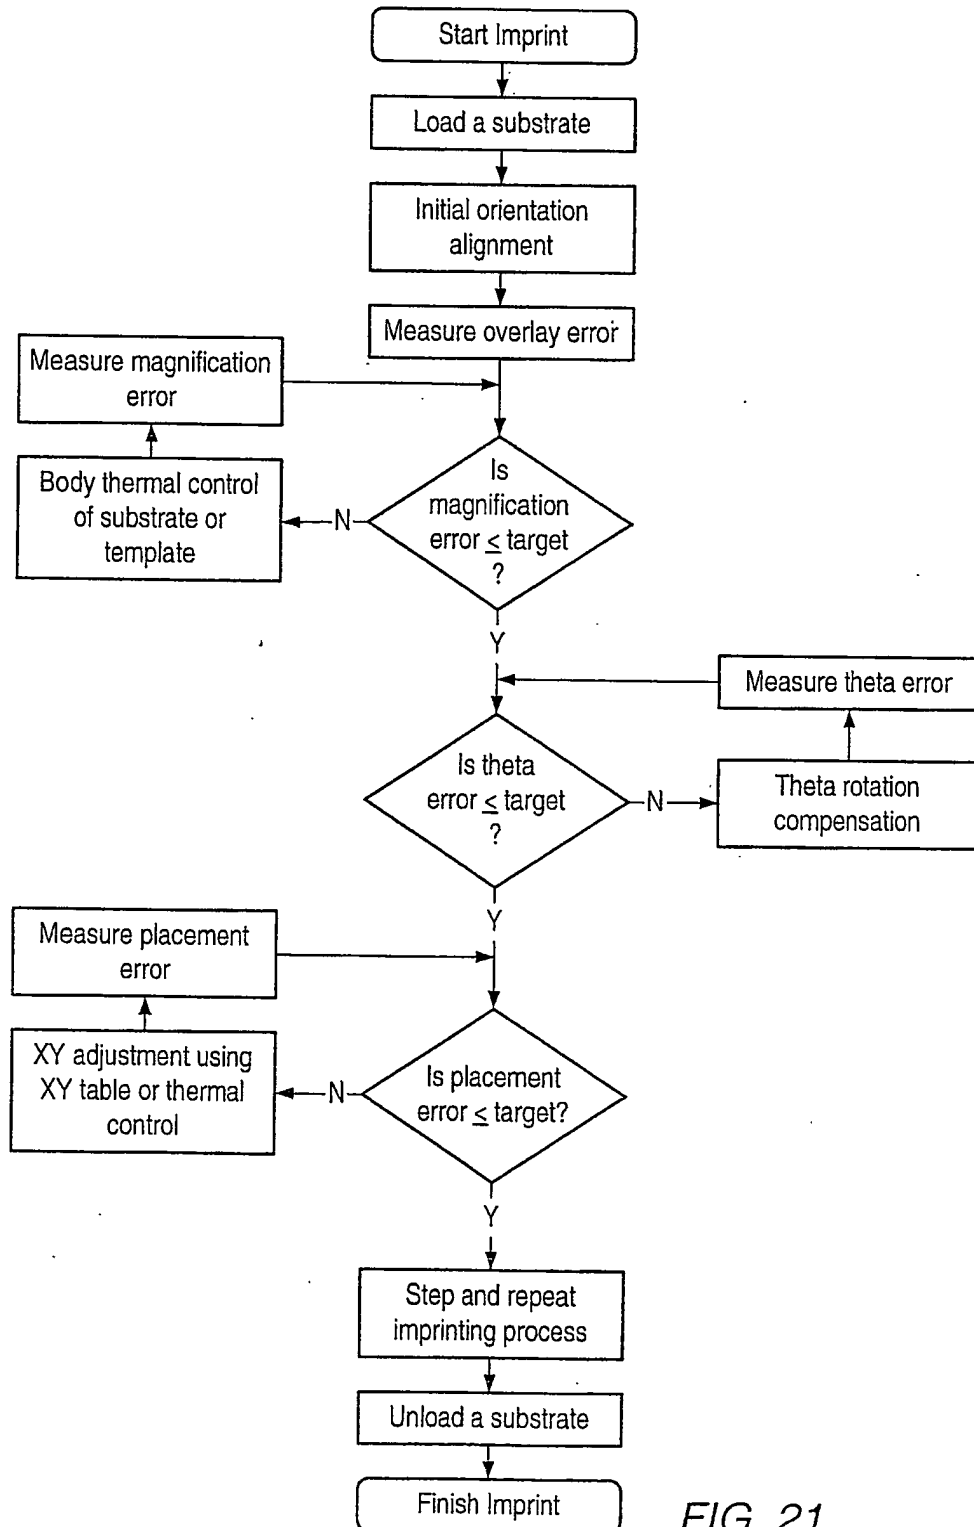 Start Imprint
Load a substrate
Initial orientation
alignment
Measure overlay error
Measure magnification
error
Body thermal control
of substrate or
template
N
Is
magnification
error ≤ target
?
Y
Measure theta error
Is theta
error ≤ target
?
N
Theta rotation
compensation
Y
Measure placement
error
XY adjustment using
XY table or thermal
control
N
Is placement
error ≤ target?
Y
Step and repeat
imprinting process
Unload a substrate
Finish Imprint
FIG. 21